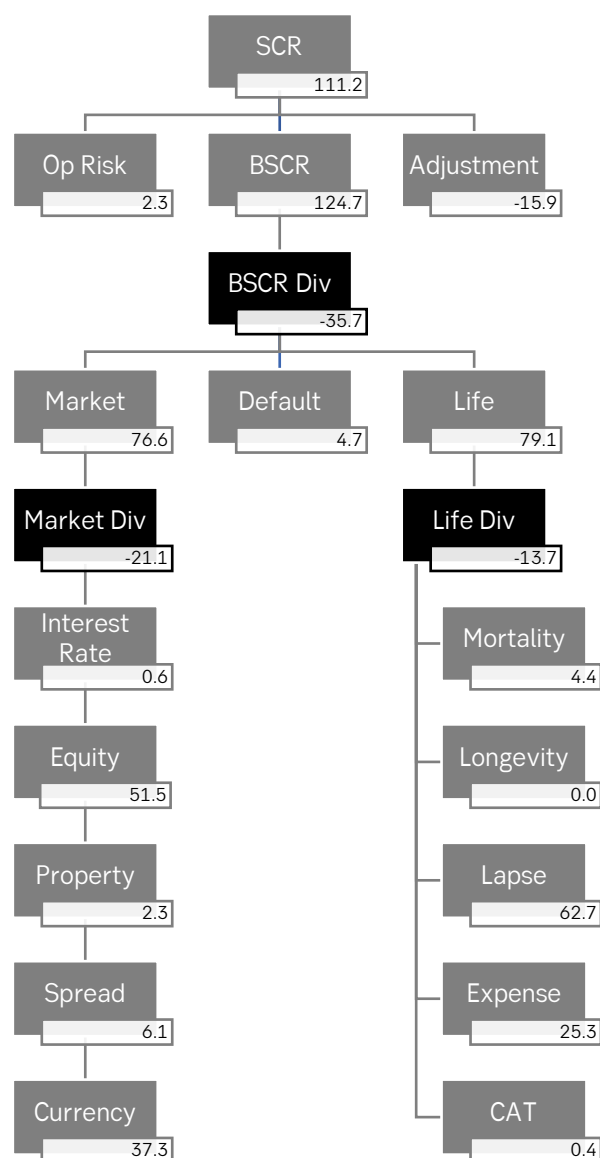 SCR
111.2
Op Risk
2.3
BSCR
124.7
Adjustment
-15.9
BSCR Div
-35.7
Market
76.6
Default
4.7
Life
79.1
Market Div
-21.1
Life Div
-13.7
Interest
Rate
0.6
Mortality
4.4
Equity
51.5
Longevity
0.0
Property
2.3
Lapse
62.7
Spread
6.1
Expense
25.3
Currency
37.3
CAT
0.4